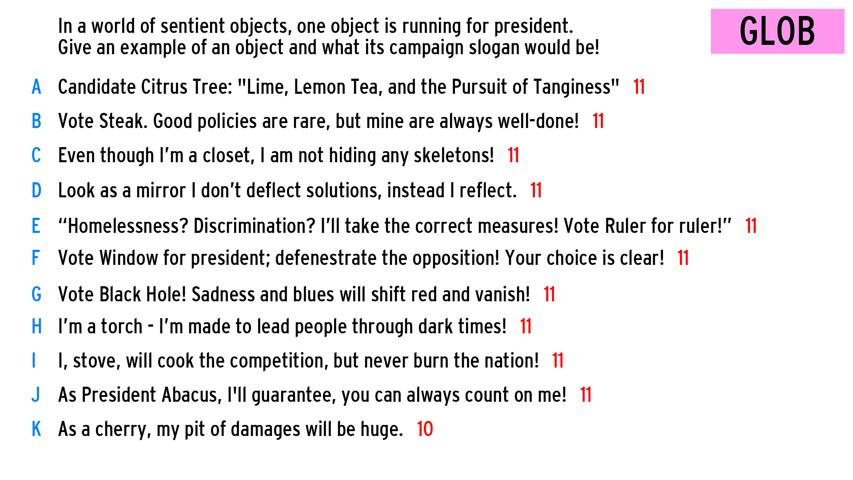 In a world of sentient objects, one object is running for president.
Give an example of an object and what its campaign slogan would be!
GLOB
A Candidate Citrus Tree: "Lime, Lemon Tea, and the Pursuit of Tanginess" 11
B Vote Steak. Good policies are rare, but mine are always well-done! 11
C Even though I'm a closet, I am not hiding any skeletons! 11
D Look as a mirror I don't deflect solutions, instead I reflect. 11
E “Homelessness? Discrimination? I'll take the correct measures! Vote Ruler for ruler!” 11
F Vote Window for president; defenestrate the opposition! Your choice is clear! 11
G Vote Black Hole! Sadness and blues will shift red and vanish! 11
H I'm a torch - I'm made to lead people through dark times! 11
I I, stove, will cook the competition, but never burn the nation! 11
J As President Abacus, I'll guarantee, you can always count on me! 11
K As a cherry, my pit of damages will be huge. 10